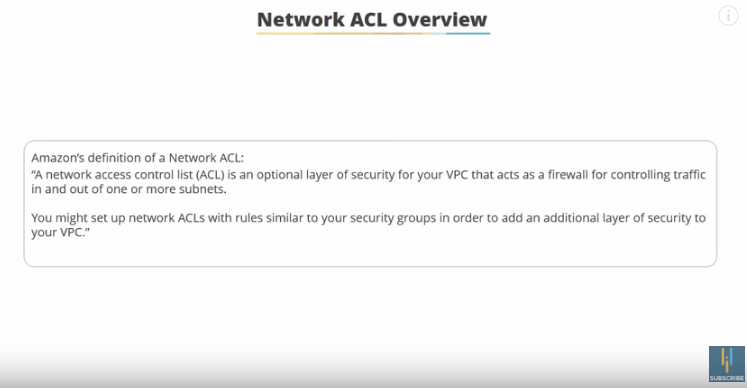 Network ACL Overview
i
Amazon's definition of a Network ACL:
“A network access control list (ACL) is an optional layer of security for your VPC that acts as a firewall for controlling traffic
in and out of one or more subnets.
You might set up network ACLs with rules similar to your security groups in order to add an additional layer of security to
your VPC.”
SUBSCRIBE